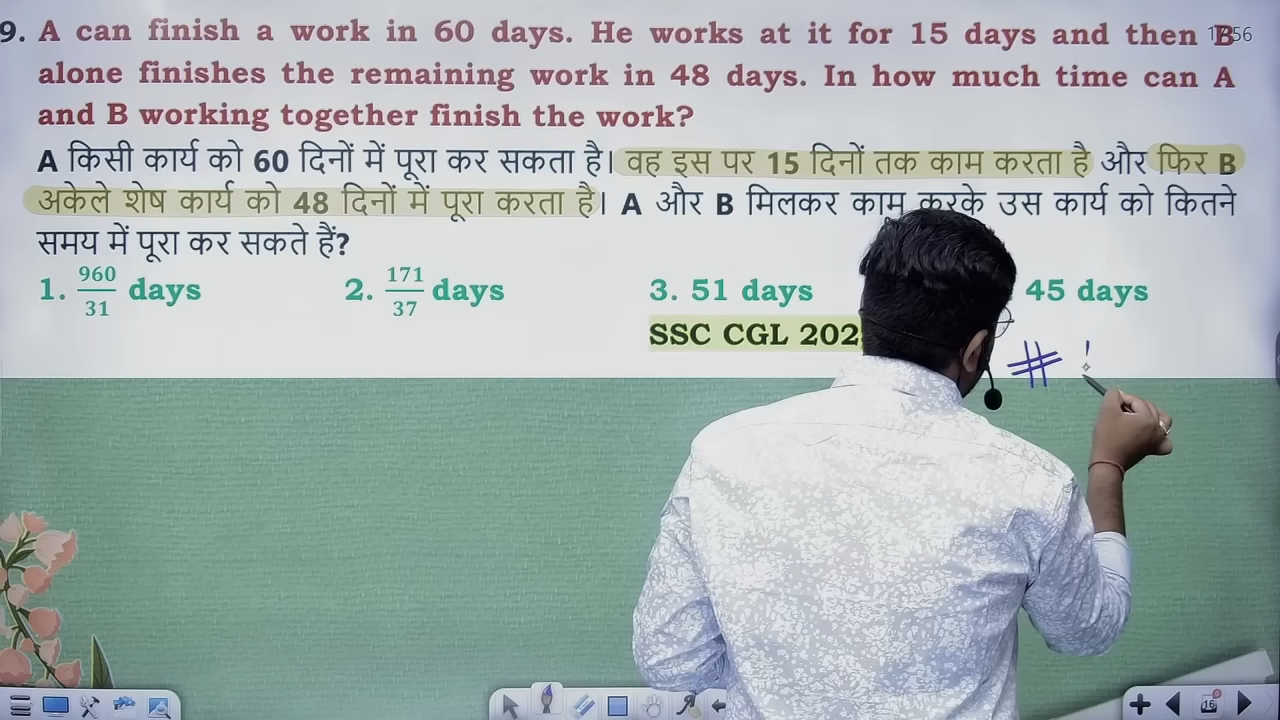 9. A can finish a work in 60 days. He works at it for 15 days and then B
alone finishes the remaining work in 48 days. In how much time can A
and B working together finish the work?
A किसी कार्य को 60 दिनों में पूरा कर सकता है। वह इस पर 15 दिनों तक काम करता है और फिर B
अकेले शेष कार्य को 48 दिनों में पूरा करता है। A और B मिलकर काम करके उस कार्य को कितने
समय में पूरा कर सकते हैं?
1. 960/31 days 2. 171/37 days 3. 51 days 45 days
SSC CGL 202
#
16